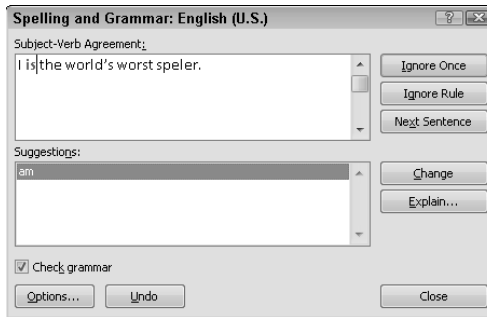 Spelling and Grammar: English (U.S.)
Subject-Verb Agreement:
I is the world's worst speler.
Ignore Once
Ignore Rule
Next Sentence
Suggestions:
am
Change
Explain...
Check grammar
Options... Undo Close